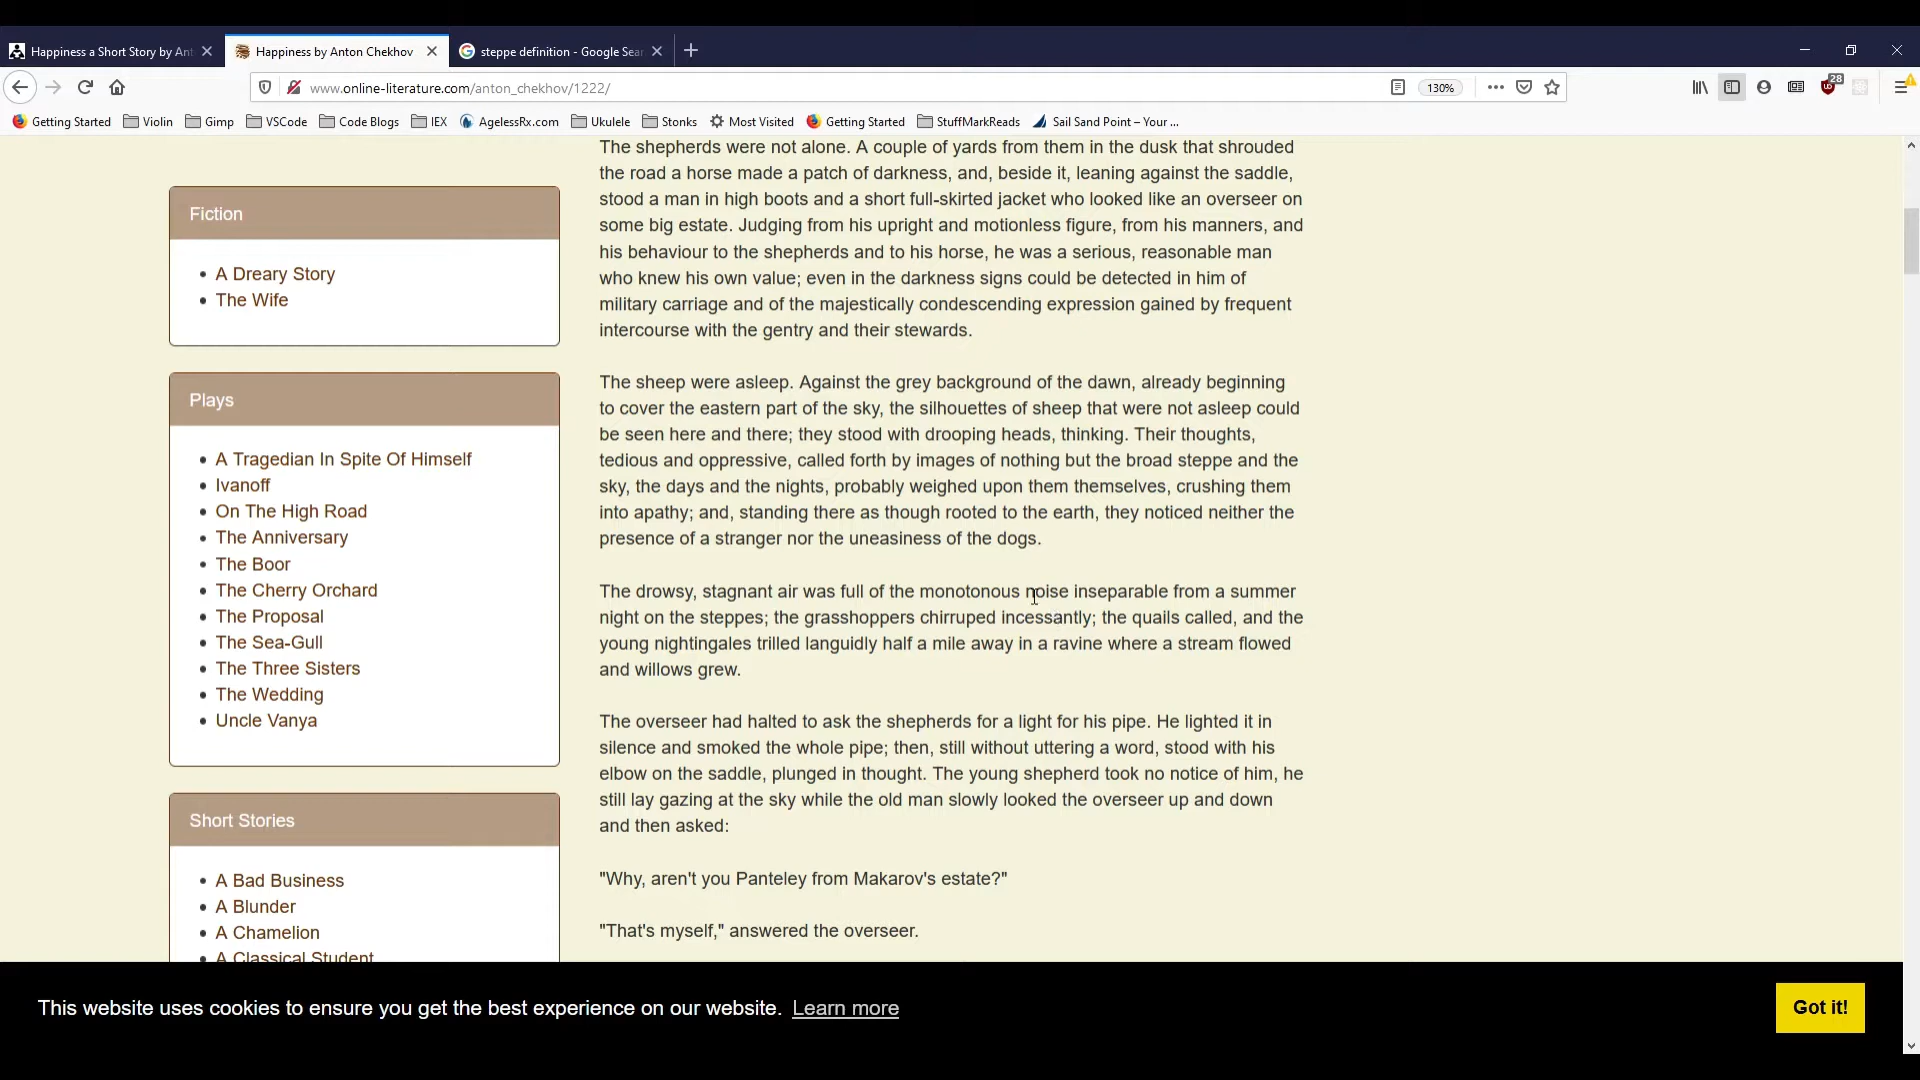 Happiness a Short Story by Ant
Happiness by Anton Chekhov
steppe definition - Google Sear
www.online-literature.com/anton_chekhov/1222/
130%
28
Getting Started
Violin
Gimp
VSCode
Code Blogs
IEX
AgelessRx.com
Ukulele
Stonks
Most Visited
Getting Started
StuffMarkReads
Sail Sand Point – Your ...
Fiction
A Dreary Story
The Wife
Plays
A Tragedian In Spite Of Himself
Ivanoff
On The High Road
The Anniversary
The Boor
The Cherry Orchard
The Proposal
The Sea-Gull
The Three Sisters
The Wedding
Uncle Vanya
Short Stories
A Bad Business
A Blunder
A Chamelion
A Classical Student
The shepherds were not alone. A couple of yards from them in the dusk that shrouded
the road a horse made a patch of darkness, and, beside it, leaning against the saddle,
stood a man in high boots and a short full-skirted jacket who looked like an overseer on
some big estate. Judging from his upright and motionless figure, from his manners, and
his behaviour to the shepherds and to his horse, he was a serious, reasonable man
who knew his own value; even in the darkness signs could be detected in him of
military carriage and of the majestically condescending expression gained by frequent
intercourse with the gentry and their stewards.
The sheep were asleep. Against the grey background of the dawn, already beginning
to cover the eastern part of the sky, the silhouettes of sheep that were not asleep could
be seen here and there; they stood with drooping heads, thinking. Their thoughts,
tedious and oppressive, called forth by images of nothing but the broad steppe and the
sky, the days and the nights, probably weighed upon them themselves, crushing them
into apathy; and, standing there as though rooted to the earth, they noticed neither the
presence of a stranger nor the uneasiness of the dogs.
The drowsy, stagnant air was full of the monotonous noise inseparable from a summer
night on the steppes; the grasshoppers chirruped incessantly; the quails called, and the
young nightingales trilled languidly half a mile away in a ravine where a stream flowed
and willows grew.
The overseer had halted to ask the shepherds for a light for his pipe. He lighted it in
silence and smoked the whole pipe; then, still without uttering a word, stood with his
elbow on the saddle, plunged in thought. The young shepherd took no notice of him, he
still lay gazing at the sky while the old man slowly looked the overseer up and down
and then asked:
"Why, aren't you Panteley from Makarov's estate?"
"That's myself," answered the overseer.
This website uses cookies to ensure you get the best experience on our website. Learn more
Got it!